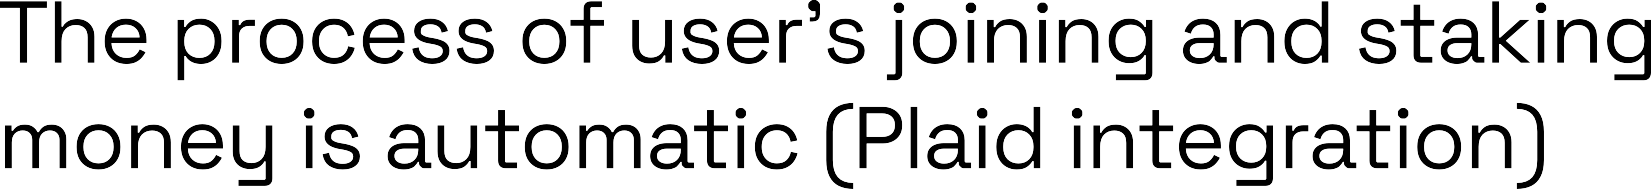 The process of user's joining and staking
money is automatic (Plaid integration)